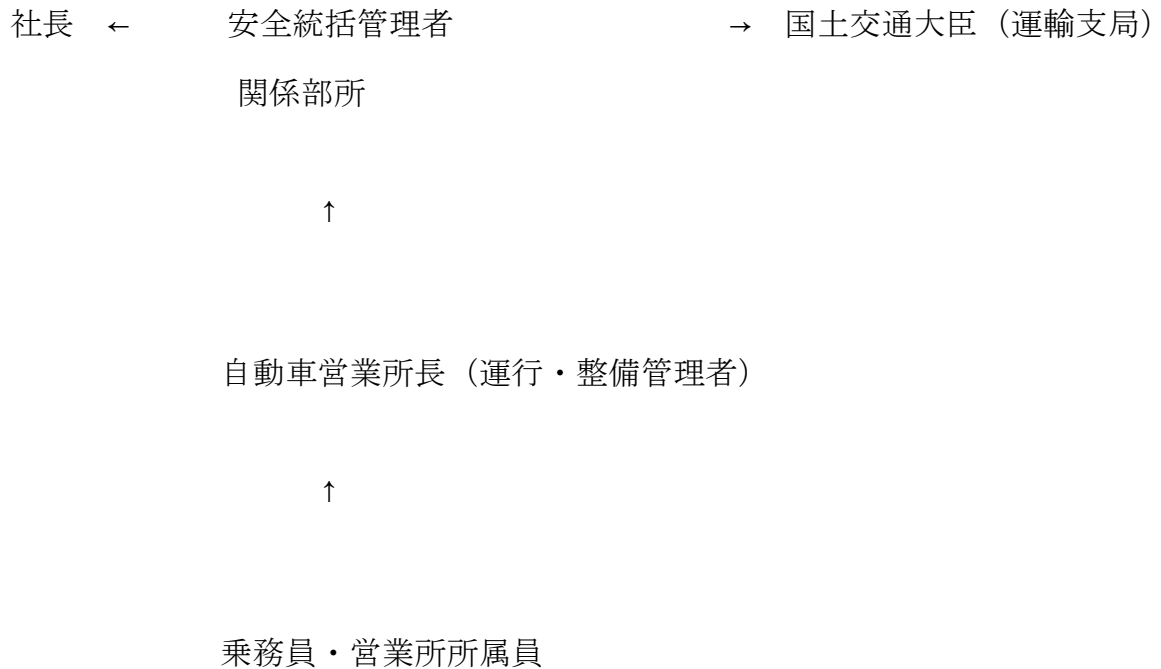 社長 ← 安全統括管理者 → 国土交通大臣（運輸支局）
関係部所
↑
自動車営業所長（運行・整備管理者）
↑
乗務員・営業所所属員